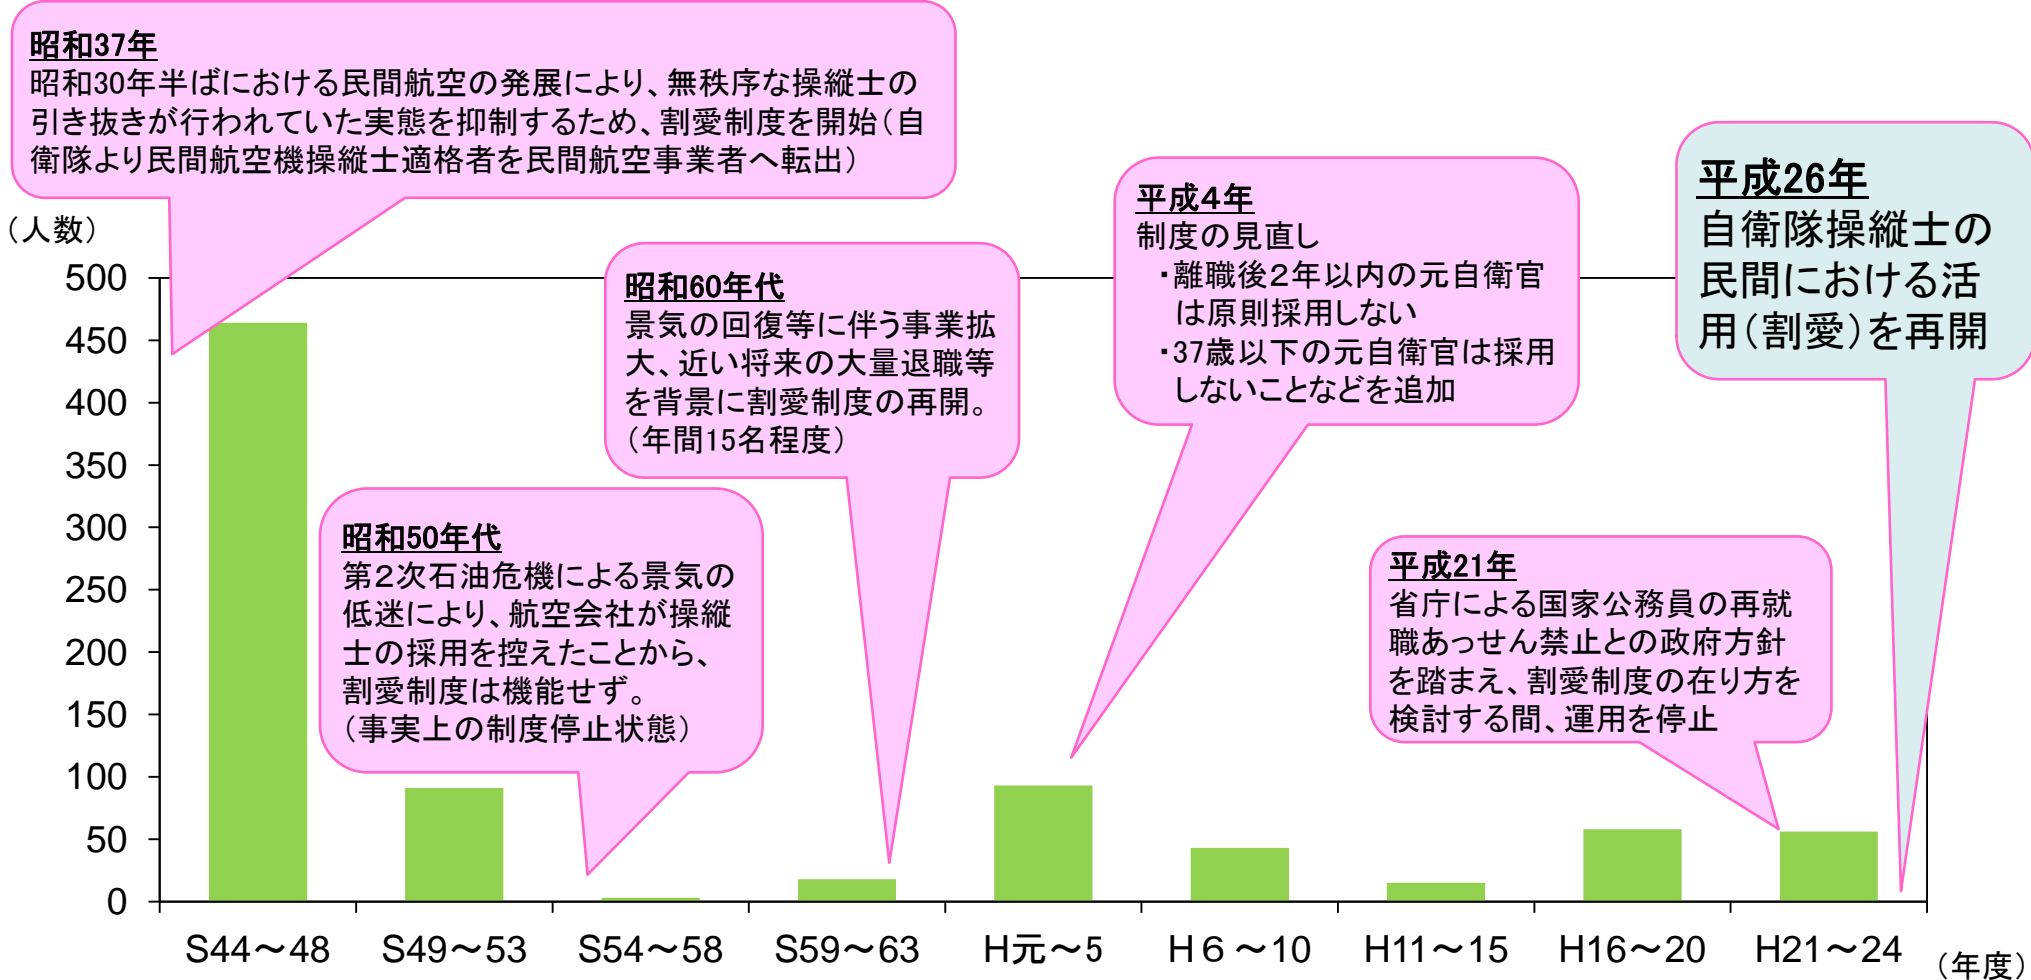 昭和37年
昭和30年半ばにおける民間航空の発展により、無秩序な操縦士の
引き抜きが行われていた実態を抑制するため、割愛制度を開始（自
衛隊より民間航空機操縦士適格者を民間航空事業者へ転出）
平成4年
制度の見直し
・離職後２年以内の元自衛官
は原則採用しない
・37歳以下の元自衛官は採用
しないことなどを追加
平成26年
自衛隊操縦士の
民間における活
用（割愛）を再開
昭和60年代
景気の回復等に伴う事業拡
大、近い将来の大量退職等
を背景に割愛制度の再開。
（年間15名程度）
昭和50年代
第２次石油危機による景気の
低迷により、航空会社が操縦
士の採用を控えたことから、
割愛制度は機能せず。
（事実上の制度停止状態）
平成21年
省庁による国家公務員の再就
職あっせん禁止との政府方針
を踏まえ、割愛制度の在り方を
検討する間、運用を停止
（人数）
500
450
400
350
300
250
200
150
100
50
0
S44～48 S49～53 S54～58 S59～63 H元～5 H６～10 H11～15 H16～20 H21～24
（年度）